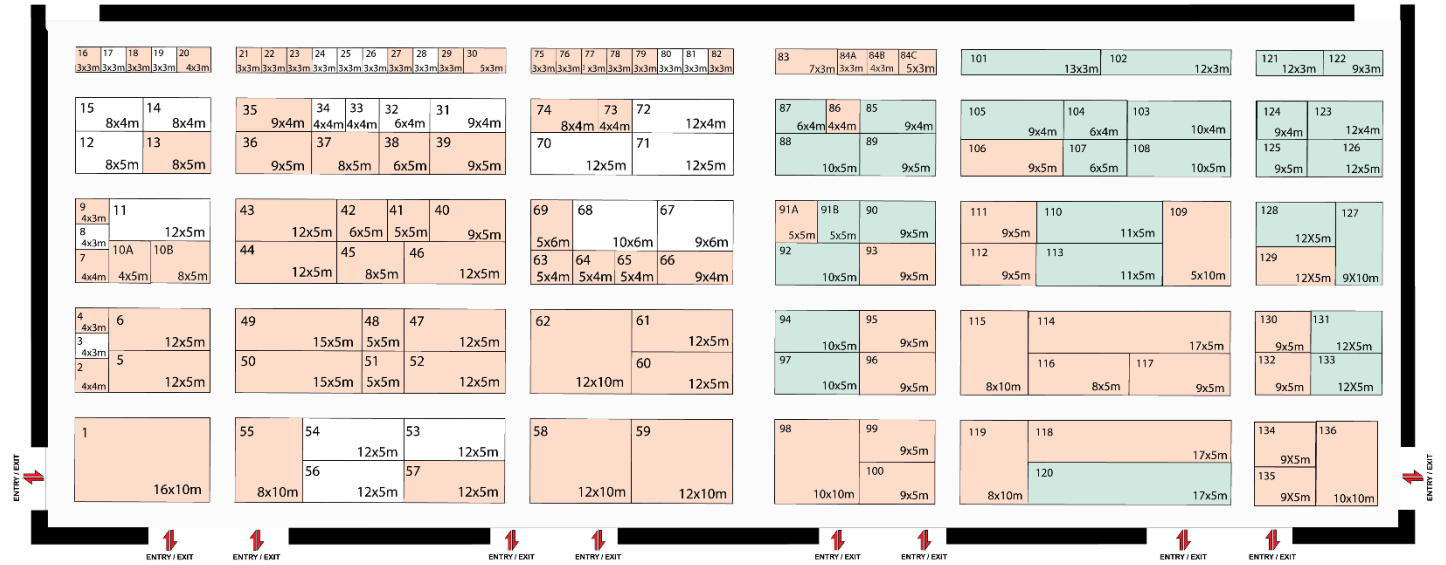 16 17 18 19 20
3x3m 3x3m 3x3m 3x3m 4x3m
21 22 23 24 25 26 27 28 29 30
3x3m 3x3m 3x3m 3x3m 3x3m 3x3m 3x3m 3x3m 3x3m 5x3m
75 76 77 78 79 80 81 82
3x3m 3x3m 3x3m 3x3m 3x3m 3x3m 3x3m 3x3m
83 84A 84B 84C
7x3m 3x3m 4x3m 5x3m
101 102
13x3m 12x3m
121 122
12x3m 9x3m
15 14
8x4m 8x4m
12 13
8x5m 8x5m
35 34 33 32 31
9x4m 4x4m 4x4m 6x4m 9x4m
36 37 38 39
9x5m 8x5m 6x5m 9x5m
74 73 72
8x4m 4x4m 12x4m
70 71
12x5m 12x5m
87 86 85
6x4m 4x4m 9x4m
88 89
10x5m 9x5m
105 104 103
9x4m 6x4m 10x4m
106 107 108
9x5m 6x5m 10x5m
124 123
9x4m 12x4m
125 126
9x5m 12x5m
9 11
4x3m
8 12x5m
4x3m
7 10A 10B
4x4m 4x5m 8x5m
43 42 41 40
12x5m 6x5m 5x5m 9x5m
44 45 46
12x5m 8x5m 12x5m
69 68 67
5x6m 10x6m 9x6m
63 64 65 66
5x4m 5x4m 5x4m 9x4m
91A 91B 90
5x5m 5x5m 9x5m
92 93
10x5m 9x5m
111 110 109
9x5m 11x5m
112 113
9x5m 11x5m 5x10m
128 127
12X5m
129
12X5m 9X10m
4 6
4x3m
3 12x5m
4x3m 5
2
4x4m 12x5m
49 48 47
15x5m 5x5m 12x5m
50 51 52
15x5m 5x5m 12x5m
62 61
12x5m
60
12x10m 12x5m
94 95
10x5m 9x5m
97 96
10x5m 9x5m
115 114
17x5m
116 117
8x10m 8x5m 9x5m
130 131
9x5m 12X5m
132 133
9x5m 12X5m
1
16x10m
55 54 53
12x5m 12x5m
56 57
8x10m 12x5m 12x5m
58 59
12x10m 12x10m
98 99
9x5m
100
10x10m 9x5m
119 118
17x5m
120
8x10m 17x5m
134 136
9X5m
135
9X5m 10x10m
ENTRY / EXIT
ENTRY / EXIT
ENTRY / EXIT
ENTRY / EXIT
ENTRY / EXIT
ENTRY / EXIT
ENTRY / EXIT
ENTRY / EXIT
ENTRY / EXIT
ENTRY / EXIT